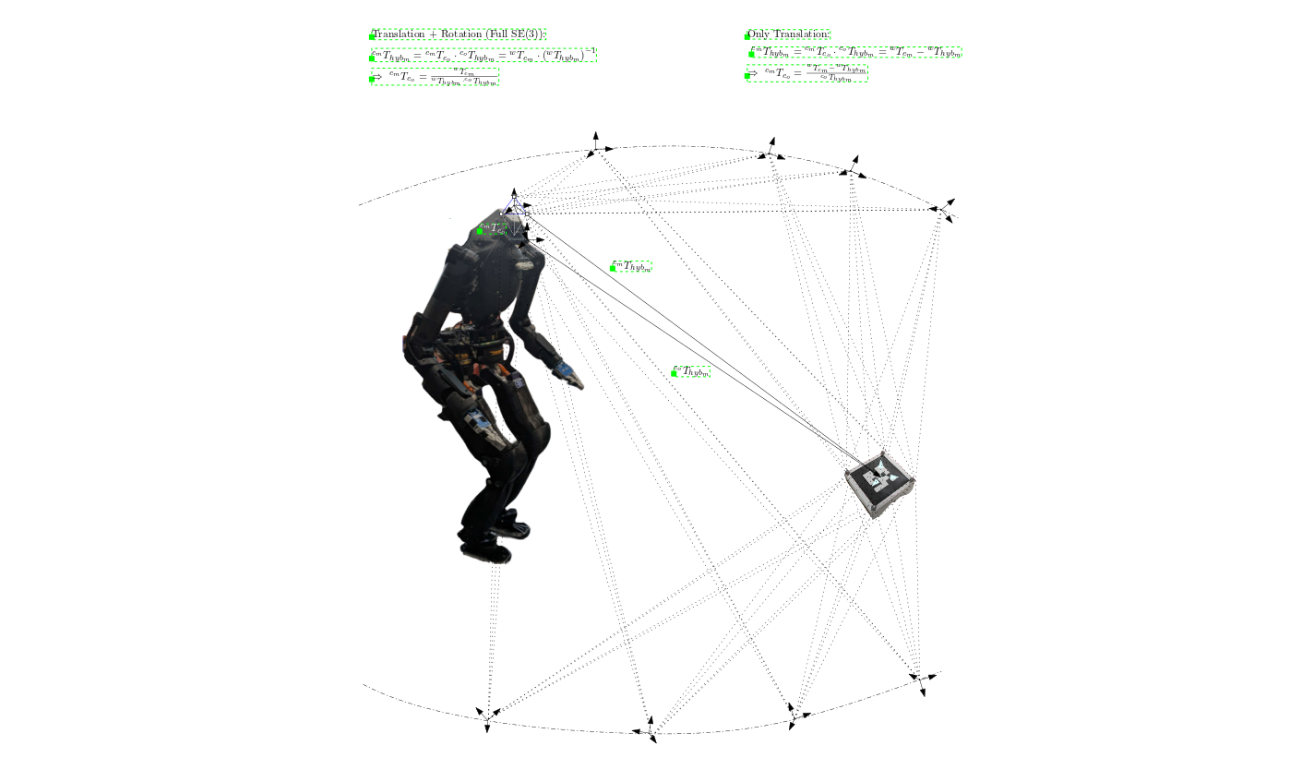 Translation + Rotation (Full SE(3)):
$^{c_m}T_{hyb_m} = {}^{c_m}T_{c_o} \cdot {}^{c_o}T_{hyb_m} = {}^{w}T_{c_m} \cdot ({}^{w}T_{hyb_m})^{-1}$
$\Rightarrow {}^{c_m}T_{c_o} = \frac{{}^{w}T_{c_m}}{{}^{w}T_{hyb_m} \cdot {}^{c_o}T_{hyb_m}}$
Only Translation:
$^{c_m}T_{hyb_m} = {}^{c_m}T_{c_o} \cdot {}^{c_o}T_{hyb_m} = {}^{w}T_{c_m} - {}^{w}T_{hyb_m}$
$\Rightarrow {}^{c_m}T_{c_o} = \frac{{}^{w}T_{c_m} - {}^{w}T_{hyb_m}}{{}^{c_o}T_{hyb_m}}$
$^{c_m}T_{c_o}$
$^{c_m}T_{hyb_m}$
$^{c_o}T_{hyb_m}$